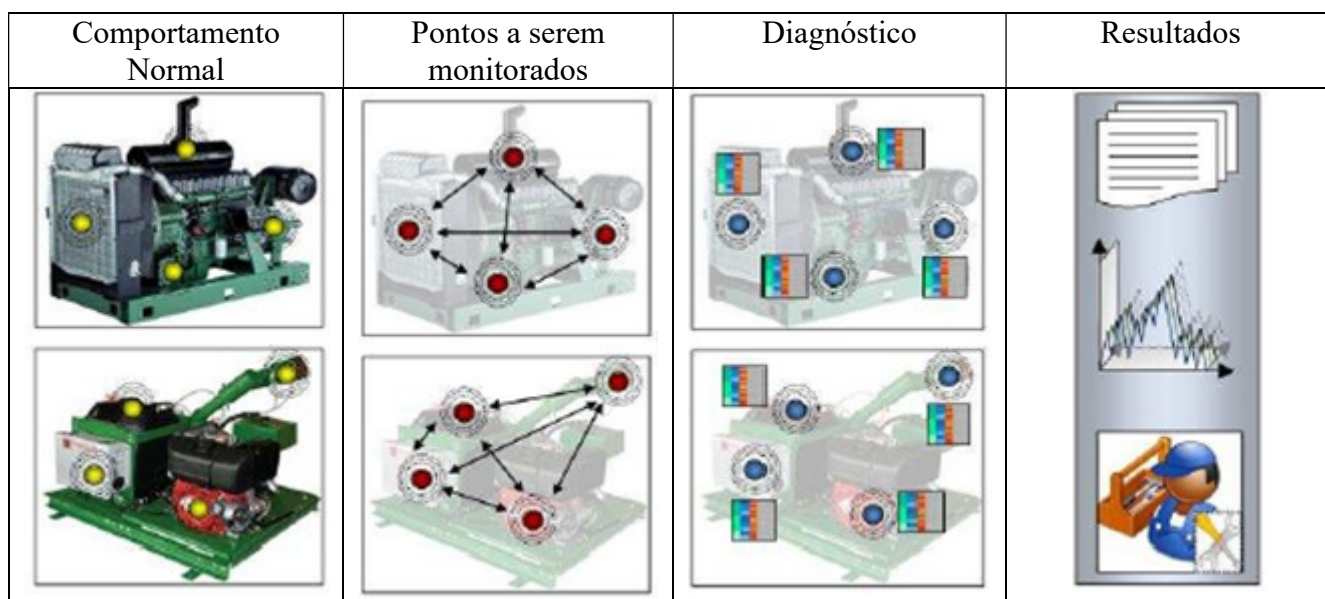 Comportamento
Normal
Pontos a serem
monitorados
Diagnóstico
Resultados